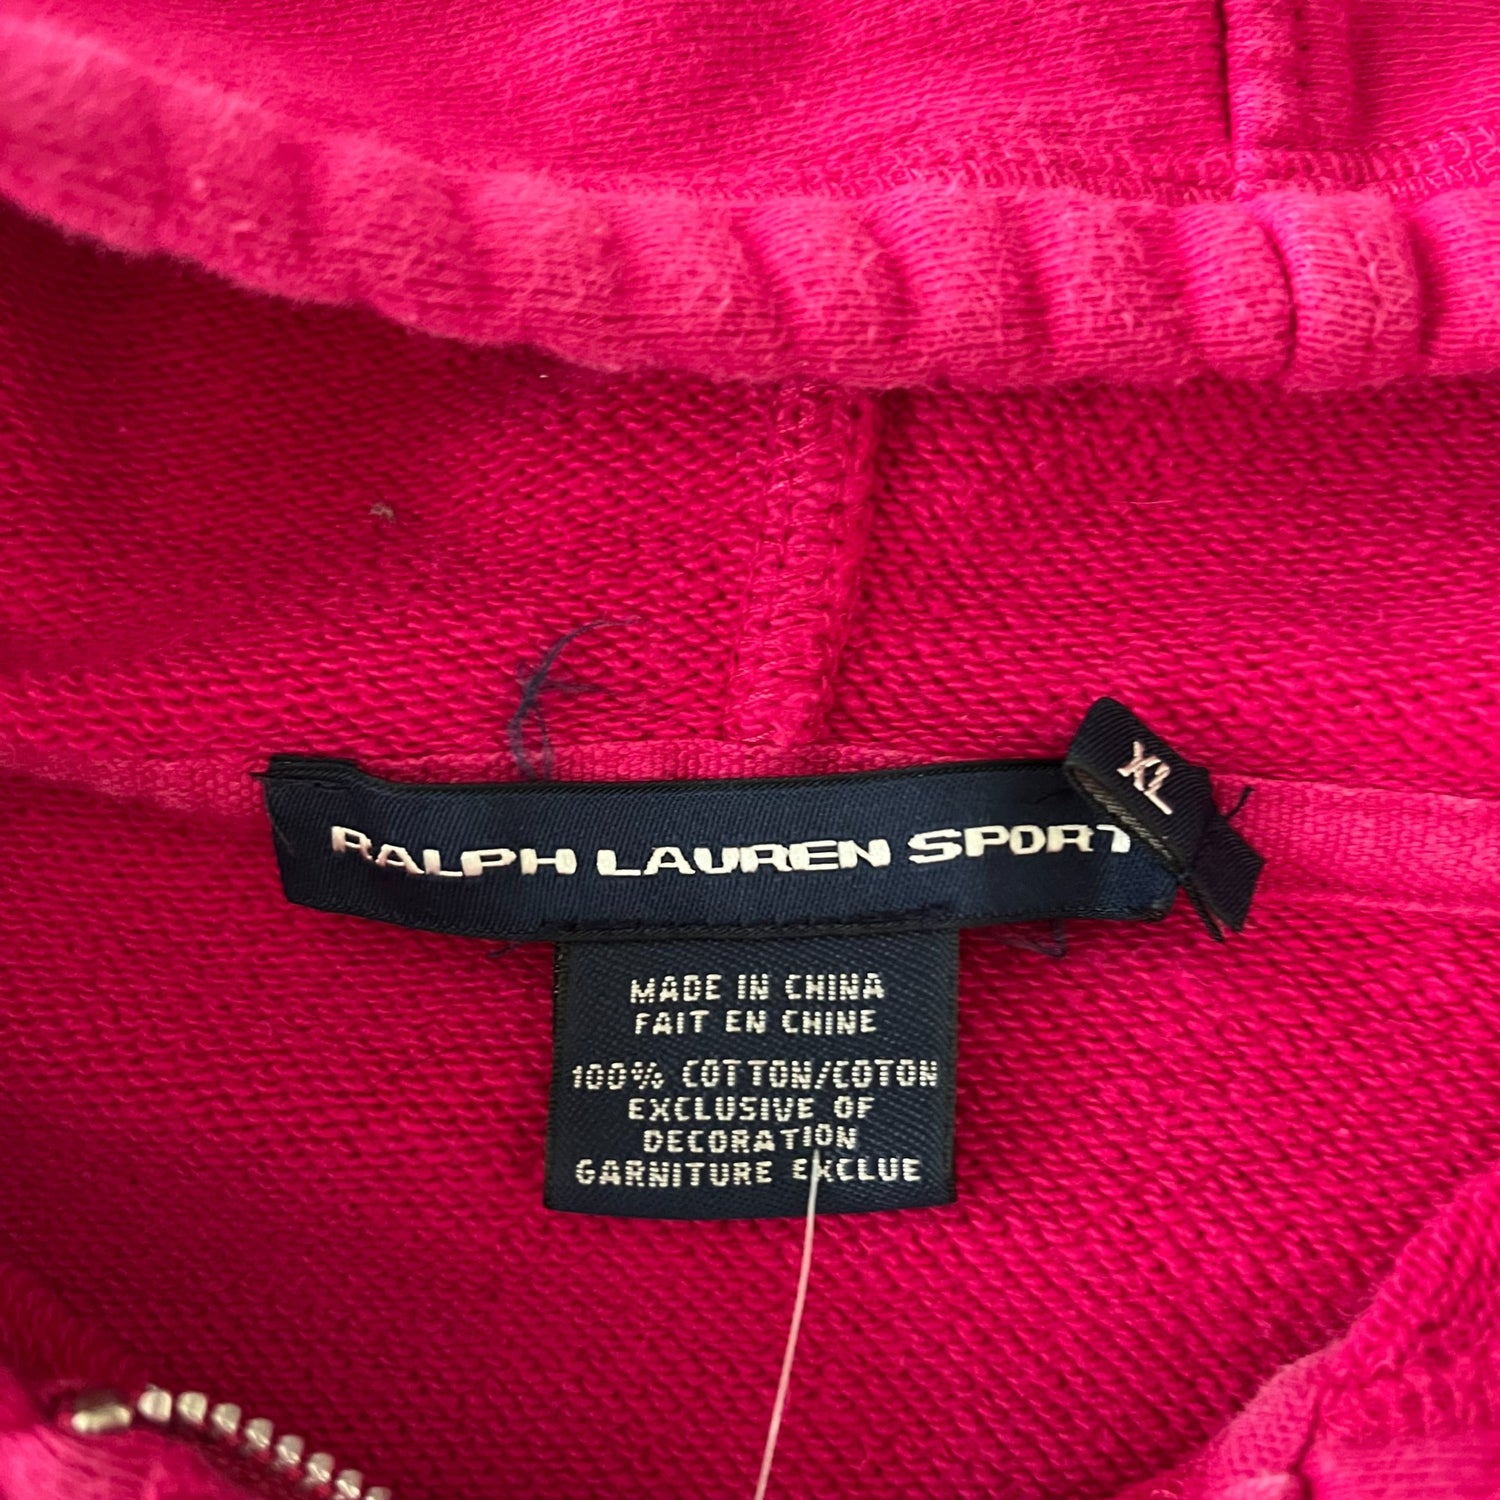 RALPH LAUREN SPORT
XL
MADE IN CHINA
FAIT EN CHINE
100% COTTON/COTON
EXCLUSIVE OF
DECORATION
GARNITURE EXCLUE